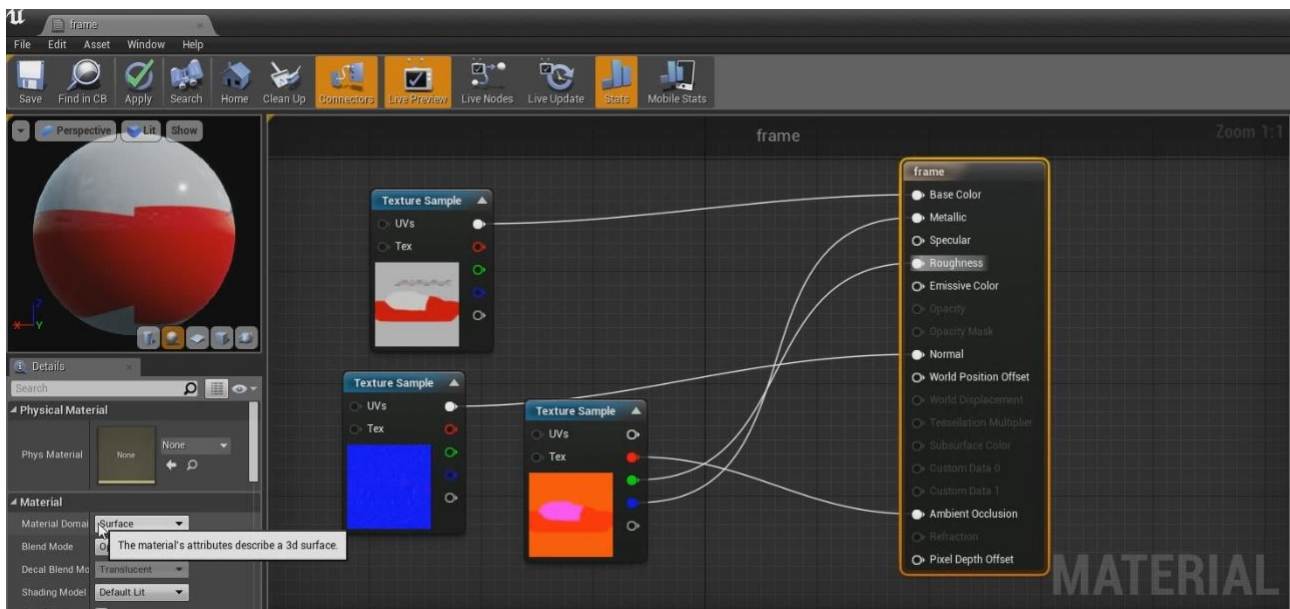 frame
File Edit Asset Window Help
Save Find in CB Apply Search Home Clean Up Connectors Live Preview Live Nodes Live Update Stats Mobile Stats
Perspective Lit Show
frame
Zoom 1:1
Z
X Y
Texture Sample
UVs
Tex
Texture Sample
UVs
Tex
Texture Sample
UVs
Tex
frame
Base Color
Metallic
Specular
Roughness
Emissive Color
Opacity
Opacity Mask
Normal
World Position Offset
World Displacement
Tessellation Multiplier
Subsurface Color
Custom Data 0
Custom Data 1
Ambient Occlusion
Refraction
Pixel Depth Offset
MATERIAL
Details
Search
Physical Material
Phys Material None None
Material
Material Domai Surface
The material's attributes describe a 3d surface.
Blend Mode
Decal Blend Mo Translucent
Shading Model Default Lit